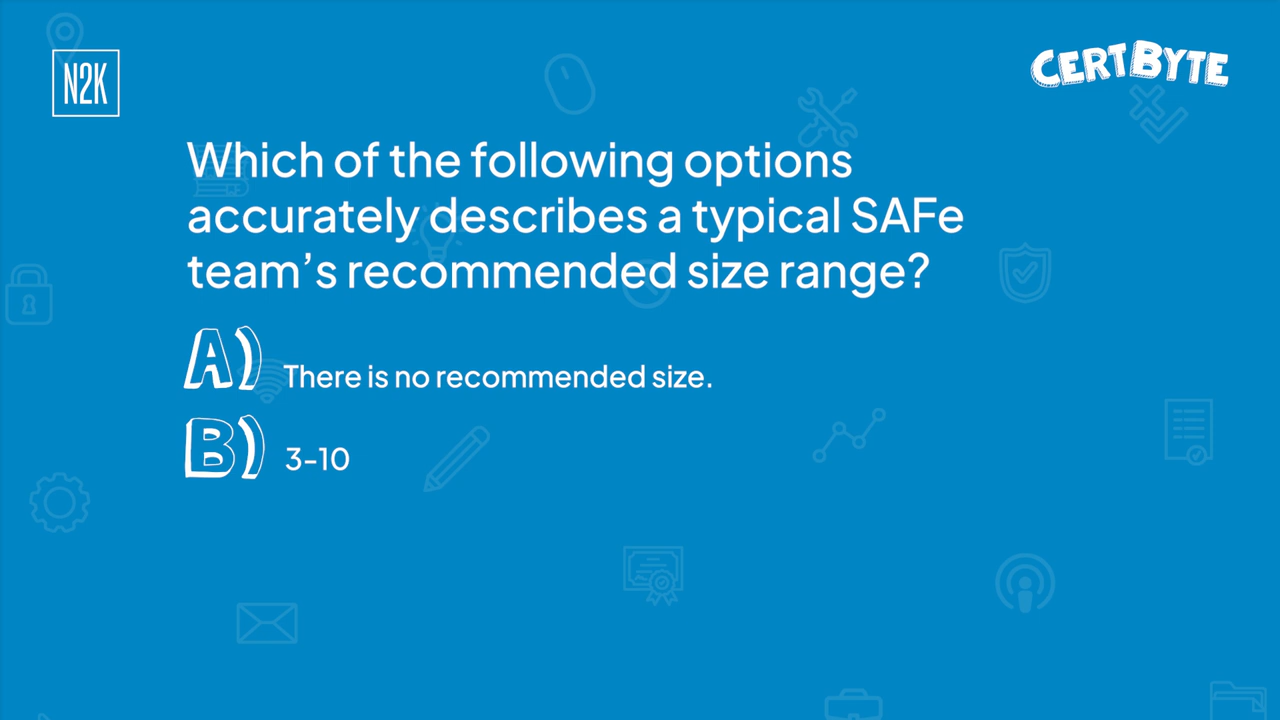 N2K
CERTBYTE
Which of the following options
accurately describes a typical SAFe
team’s recommended size range?
A) There is no recommended size.
B) 3–10